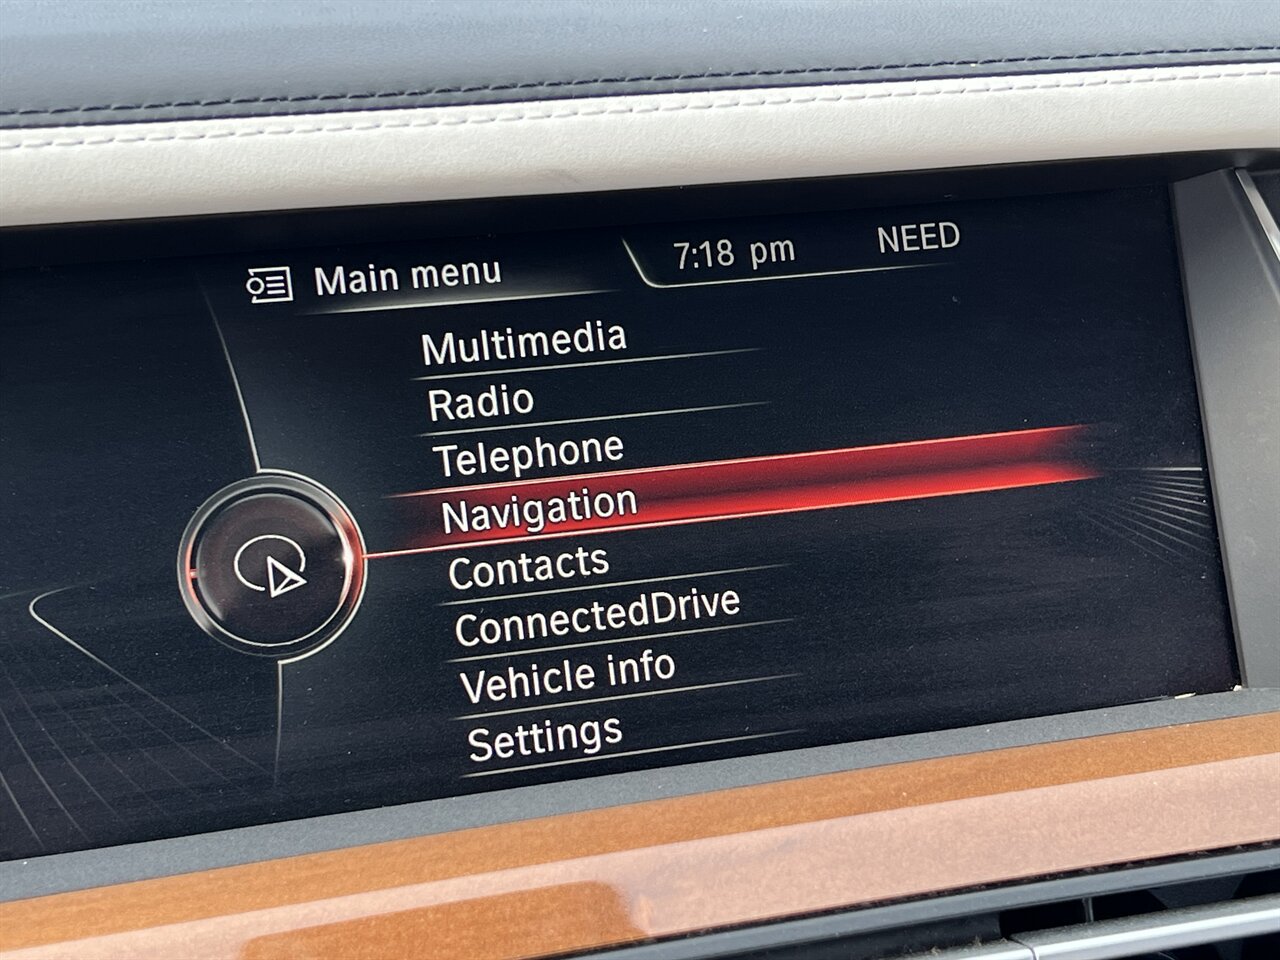 Main menu
7:18 pm
NEED
Multimedia
Radio
Telephone
Navigation
Contacts
ConnectedDrive
Vehicle info
Settings